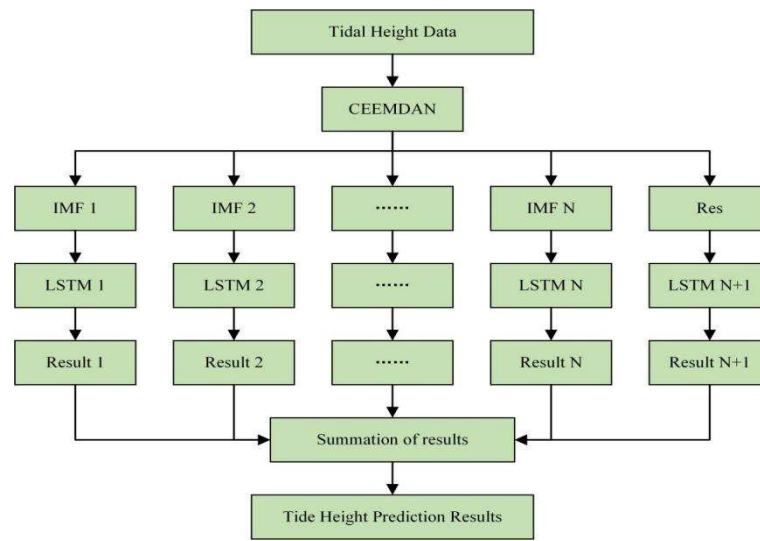 Tidal Height Data
CEEMDAN
IMF 1
IMF 2
......
IMF N
Res
LSTM 1
LSTM 2
......
LSTM N
LSTM N+1
Result 1
Result 2
......
Result N
Result N+1
Summation of results
Tide Height Prediction Results